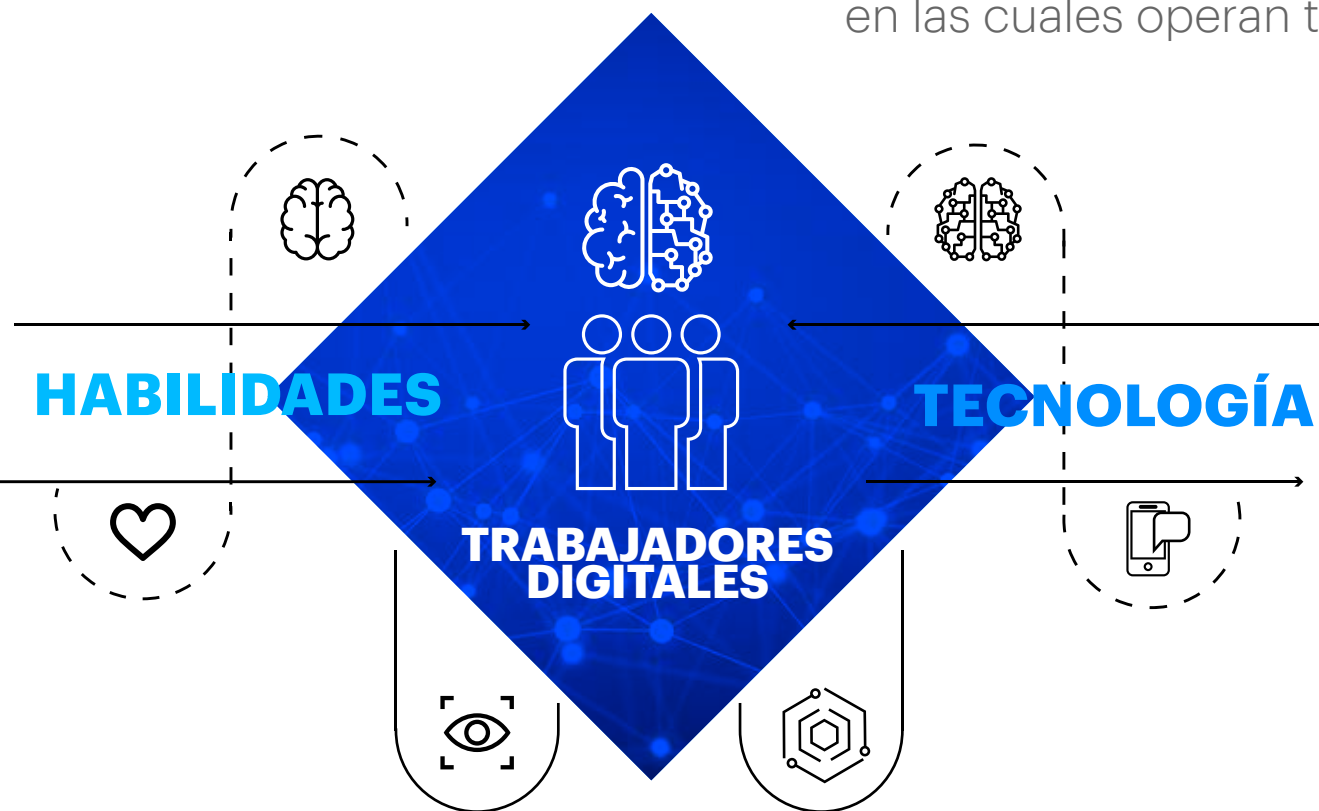 en las cuales operan t
HABILIDADES
TECNOLOGÍA
TRABAJADORES
DIGITALES